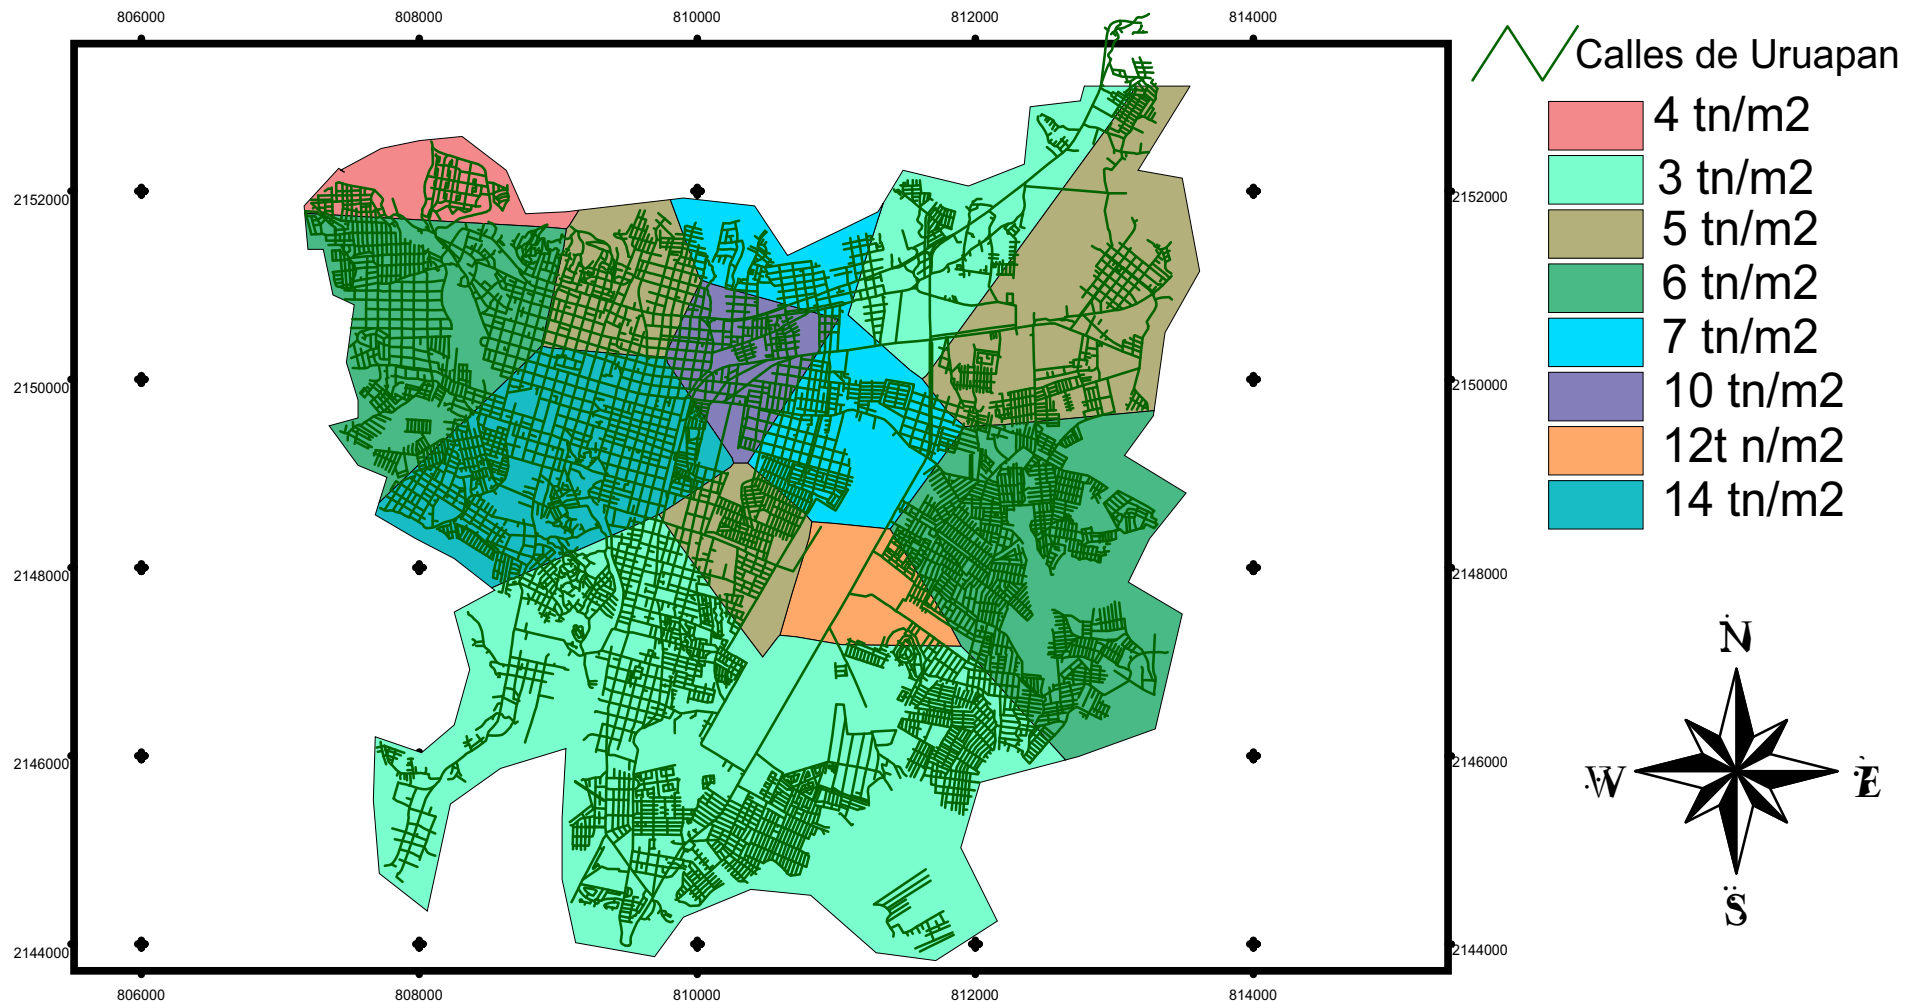 806000 808000 810000 812000 814000
Calles de Uruapan
4 tn/m2
3 tn/m2
5 tn/m2
6 tn/m2
7 tn/m2
10 tn/m2
12t n/m2
14 tn/m2
2152000 2152000
2150000 2150000
2148000 2148000
2146000 2146000
2144000 2144000
N
W E
S
806000 808000 810000 812000 814000